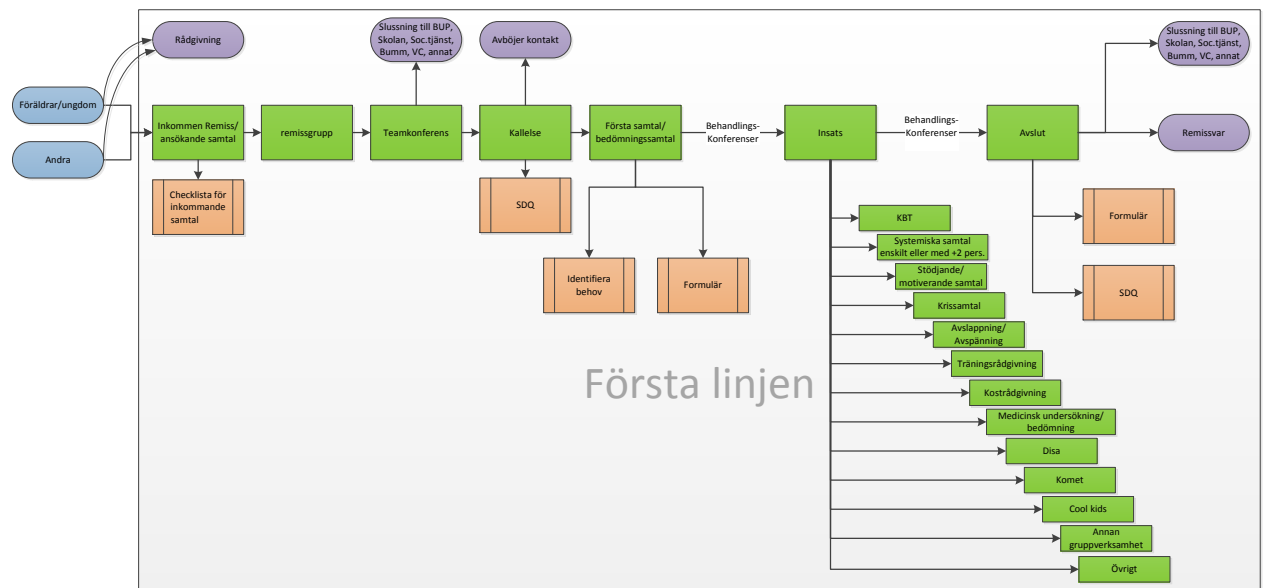 Rådgivning
Slussning till BUP,
Skolan, Soc.tjänst,
Bumm, VC, annat
Avböjer kontakt
Slussning till BUP,
Skolan, Soc.tjänst,
Bumm, VC, annat
Föräldrar/ungdom
Andra
Inkommen Remiss/
ansökande samtal
remissgrupp
Teamkonferens
Kallelse
Första samtal/
bedömningssamtal
Behandlings-
Konferenser
Insats
Behandlings-
Konferenser
Avslut
Remissvar
Checklista för
inkommande
samtal
SDQ
Identifiera
behov
Formulär
Formulär
SDQ
KBT
Systemiska samtal
enskilt eller med +2 pers.
Stödjande/
motiverande samtal
Krissamtal
Avslappning/
Avspänning
Träningsrådgivning
Kostrådgivning
Medicinsk undersökning/
bedömning
Disa
Komet
Cool kids
Annan
gruppverksamhet
Övrigt
Första linjen